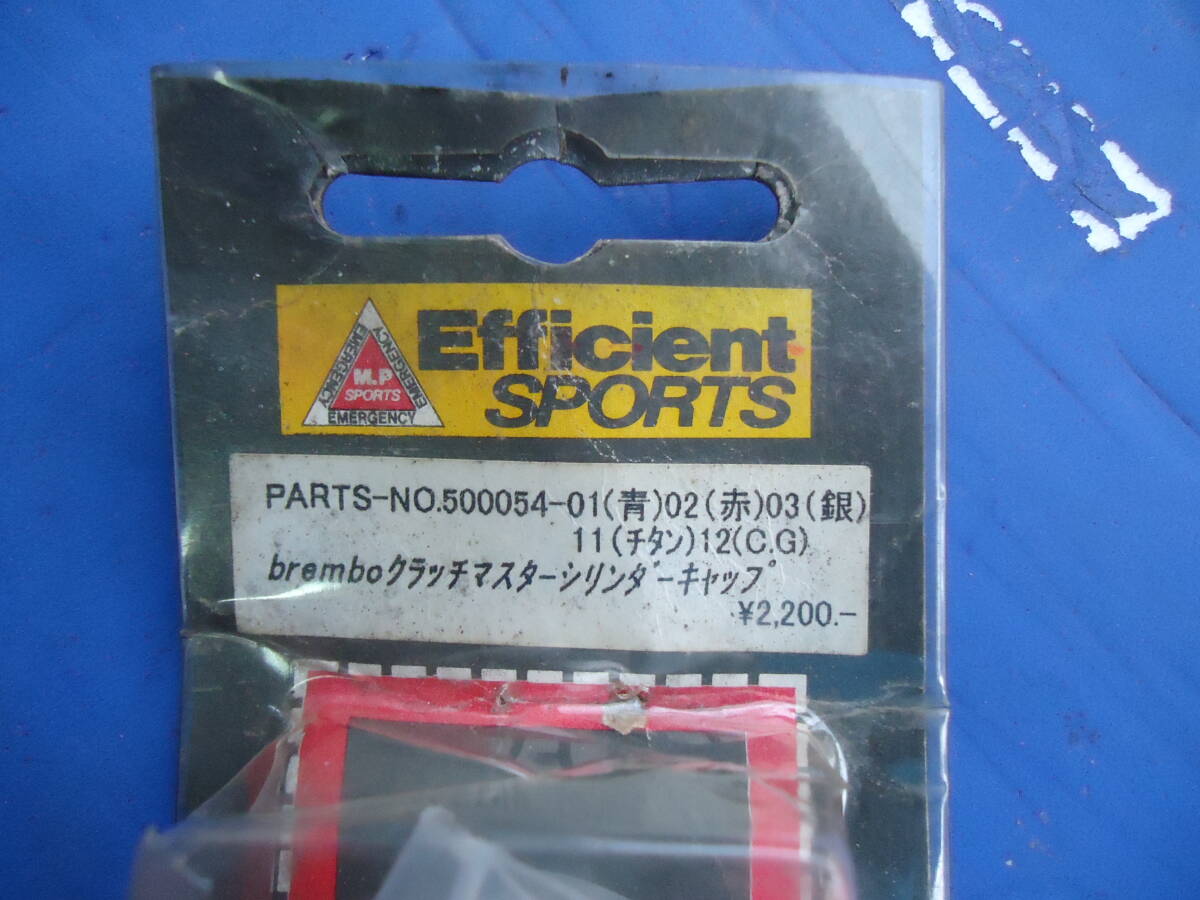 Efficient
SPORTS
EMERGENCY
EMERGENCY
M.P
SPORTS
EMERGENCY
PARTS-NO.500054-01(青)02(赤)03(銀)
11(チタン)12(C.G)
bremboクラッチマスターシリンダーキャップ
¥2,200.-